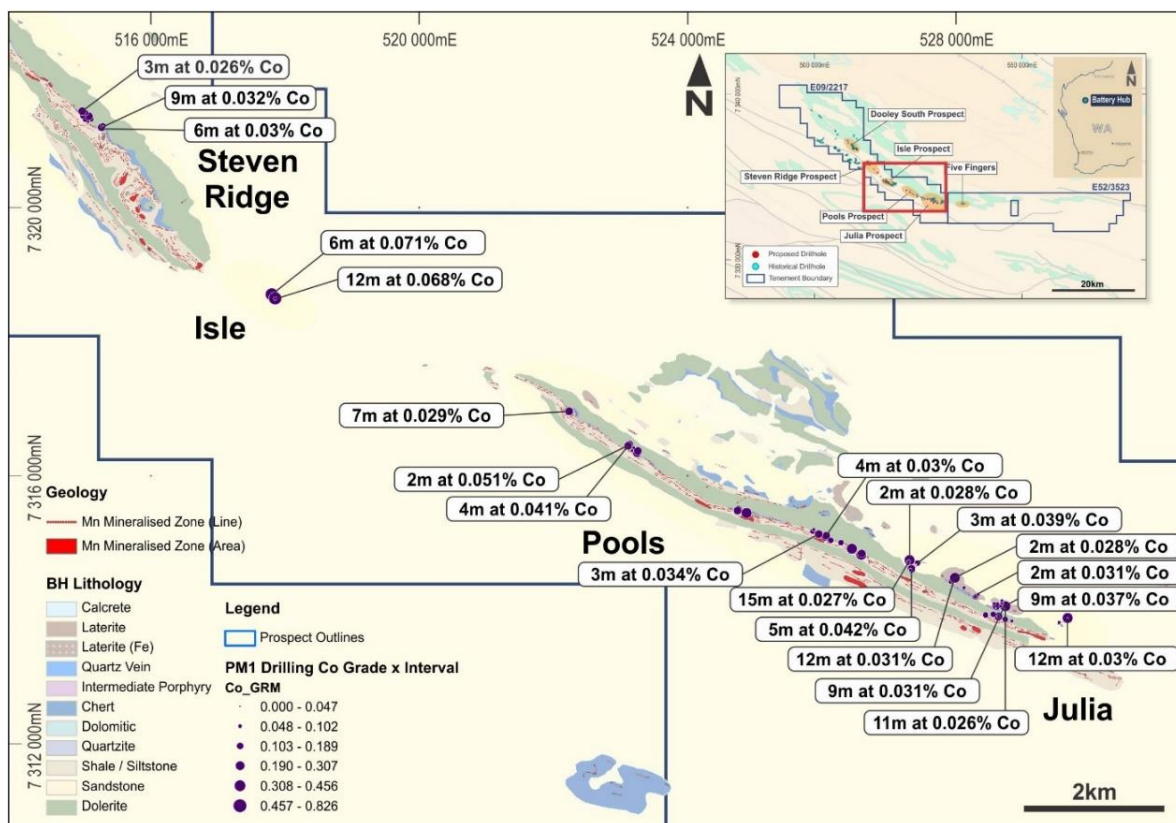 516 000mE
520 000mE
524 000mE
528 000mE
7 320 000mN
7 316 000mN
7 312 000mN
3m at 0.026% Co
9m at 0.032% Co
6m at 0.03% Co
Steven
Ridge
6m at 0.071% Co
12m at 0.068% Co
Isle
N
500 000mE
550 000mE
7 340 000mN
7 300 000mN
E09/2217
Dooley South Prospect
Isle Prospect
Steven Ridge Prospect
Five Fingers
E52/3523
Pools Prospect
Julia Prospect
Proposed Drillhole
Historical Drillhole
Tenement Boundary
20km
N
Battery Hub
WA
7m at 0.029% Co
2m at 0.051% Co
4m at 0.041% Co
Pools
3m at 0.034% Co
4m at 0.03% Co
2m at 0.028% Co
3m at 0.039% Co
2m at 0.028% Co
2m at 0.031% Co
9m at 0.037% Co
15m at 0.027% Co
5m at 0.042% Co
12m at 0.031% Co
12m at 0.03% Co
9m at 0.031% Co
11m at 0.026% Co
Julia
Geology
Mn Mineralised Zone (Line)
Mn Mineralised Zone (Area)
BH Lithology
Calcrete
Laterite
Laterite (Fe)
Quartz Vein
Intermediate Porphyry
Chert
Dolomitic
Quartzite
Shale / Siltstone
Sandstone
Dolerite
Legend
Prospect Outlines
PM1 Drilling Co Grade x Interval
Co_GRM
0.000 - 0.047
0.048 - 0.102
0.103 - 0.189
0.190 - 0.307
0.308 - 0.456
0.457 - 0.826
2km